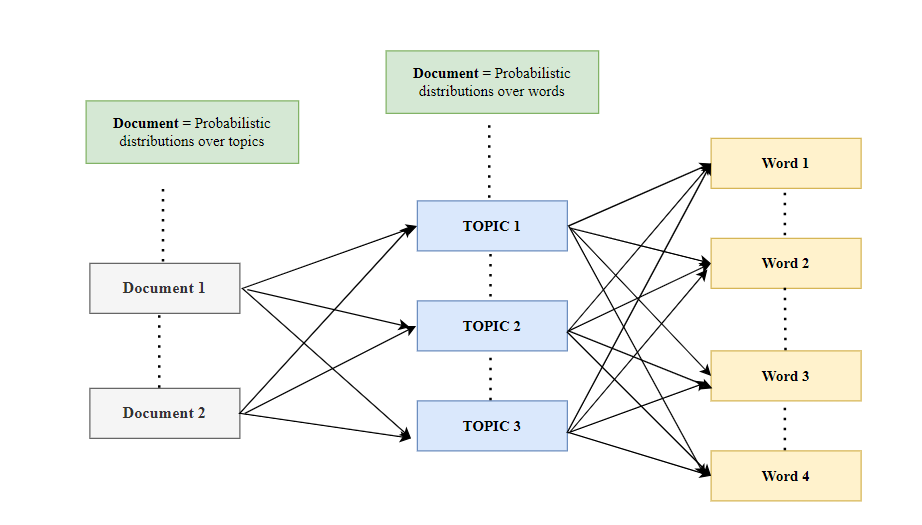 Document = Probabilistic
distributions over words
Document = Probabilistic
distributions over topics
Word 1
TOPIC 1
Word 2
Document 1
TOPIC 2
Word 3
Document 2
TOPIC 3
Word 4